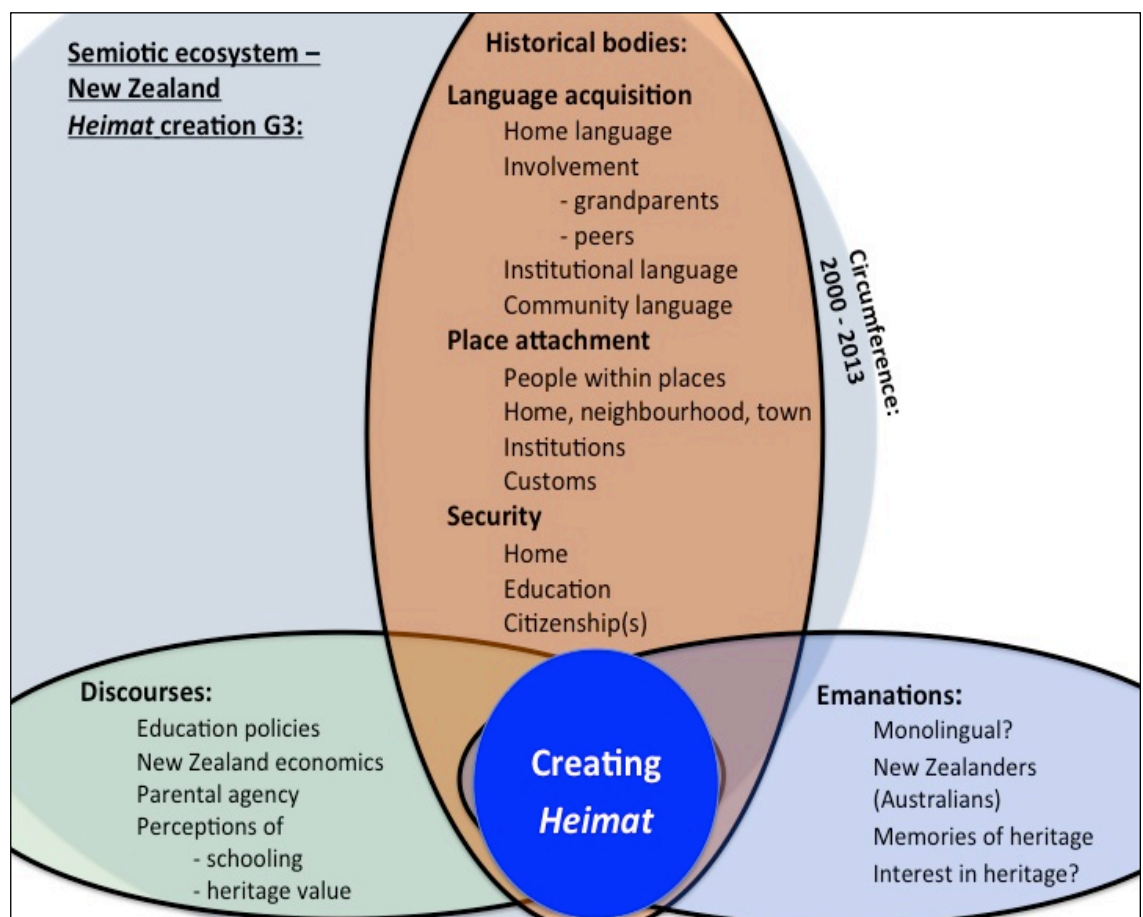 Semiotic ecosystem –
New Zealand
Heimat creation G3:
Historical bodies:
Language acquisition
Home language
Involvement
- grandparents
- peers
Institutional language
Community language
Place attachment
People within places
Home, neighbourhood, town
Institutions
Customs
Security
Home
Education
Citizenship(s)
Circumference:
2000 - 2013
Discourses:
Education policies
New Zealand economics
Parental agency
Perceptions of
- schooling
- heritage value
Creating
Heimat
Emanations:
Monolingual?
New Zealanders
(Australians)
Memories of heritage
Interest in heritage?